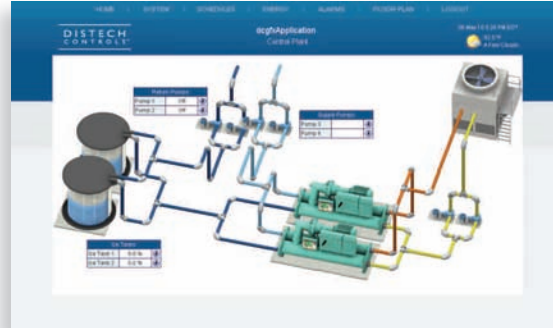 HOME SYSTEM SCHEDULES ENERGY ALARMS FLOOR PLAN LOGOUT
DISTECH
CONTROLS
dcgfxApplication
Central Plant
A Few Clouds
Return Pumps
Pump 1 Off
Pump 2 Off
Supply Pumps
Pump 3
Pump 4
Ice Tanks
Ice Tank 1 0.0 %
Ice Tank 2 0.0 %